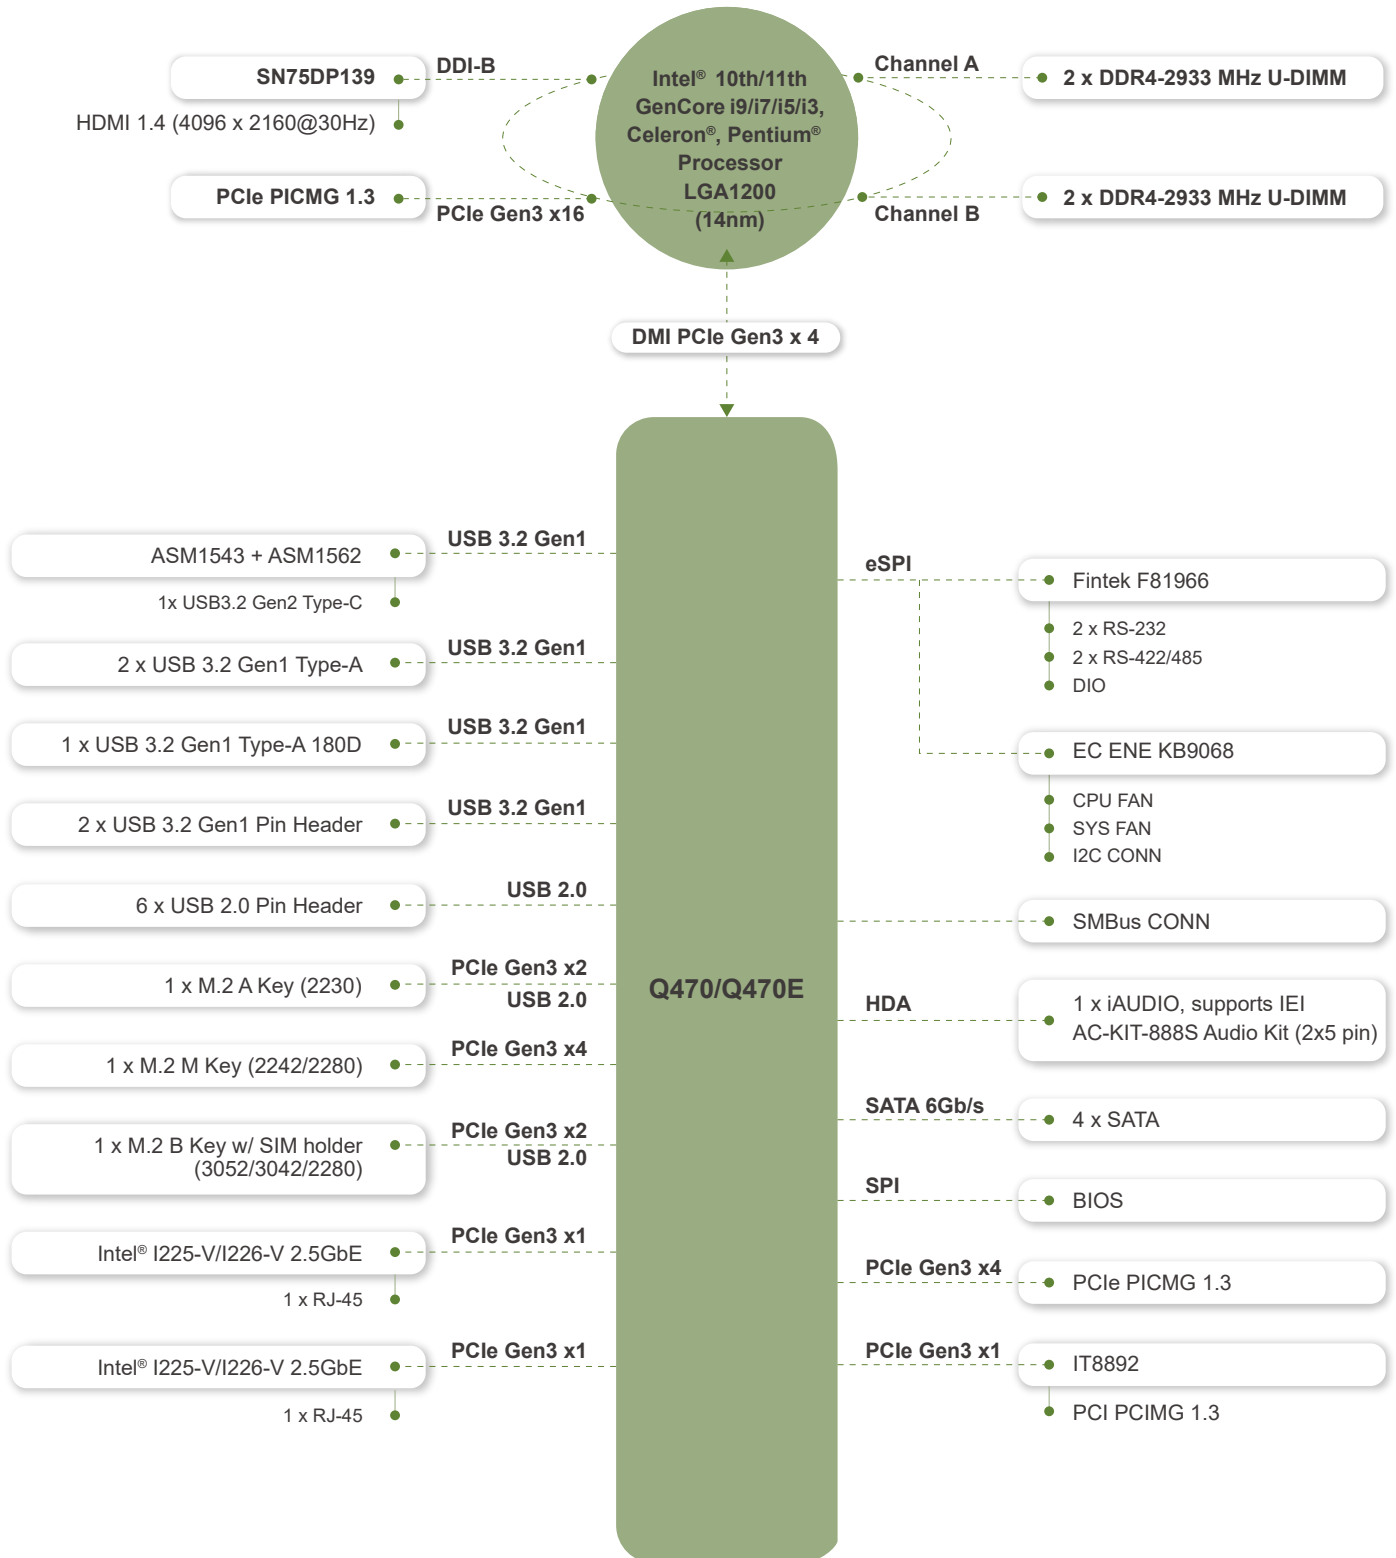 SN75DP139
DDI-B
HDMI 1.4 (4096 x 2160@30Hz)
PCIe PICMG 1.3
PCIe Gen3 x16
Intel® 10th/11th
GenCore i9/i7/i5/i3,
Celeron®, Pentium®
Processor
LGA1200
(14nm)
Channel A
2 x DDR4-2933 MHz U-DIMM
Channel B
2 x DDR4-2933 MHz U-DIMM
DMI PCIe Gen3 x 4
Q470/Q470E
USB 3.2 Gen1
ASM1543 + ASM1562
1x USB3.2 Gen2 Type-C
USB 3.2 Gen1
2 x USB 3.2 Gen1 Type-A
USB 3.2 Gen1
1 x USB 3.2 Gen1 Type-A 180D
USB 3.2 Gen1
2 x USB 3.2 Gen1 Pin Header
USB 2.0
6 x USB 2.0 Pin Header
PCIe Gen3 x2
USB 2.0
1 x M.2 A Key (2230)
PCIe Gen3 x4
1 x M.2 M Key (2242/2280)
PCIe Gen3 x2
USB 2.0
1 x M.2 B Key w/ SIM holder
(3052/3042/2280)
PCIe Gen3 x1
Intel® I225-V/I226-V 2.5GbE
1 x RJ-45
PCIe Gen3 x1
Intel® I225-V/I226-V 2.5GbE
1 x RJ-45
eSPI
Fintek F81966
2 x RS-232
2 x RS-422/485
DIO
EC ENE KB9068
CPU FAN
SYS FAN
I2C CONN
SMBus CONN
HDA
1 x iAUDIO, supports IEI
AC-KIT-888S Audio Kit (2x5 pin)
SATA 6Gb/s
4 x SATA
SPI
BIOS
PCIe Gen3 x4
PCIe PICMG 1.3
PCIe Gen3 x1
IT8892
PCI PCIMG 1.3